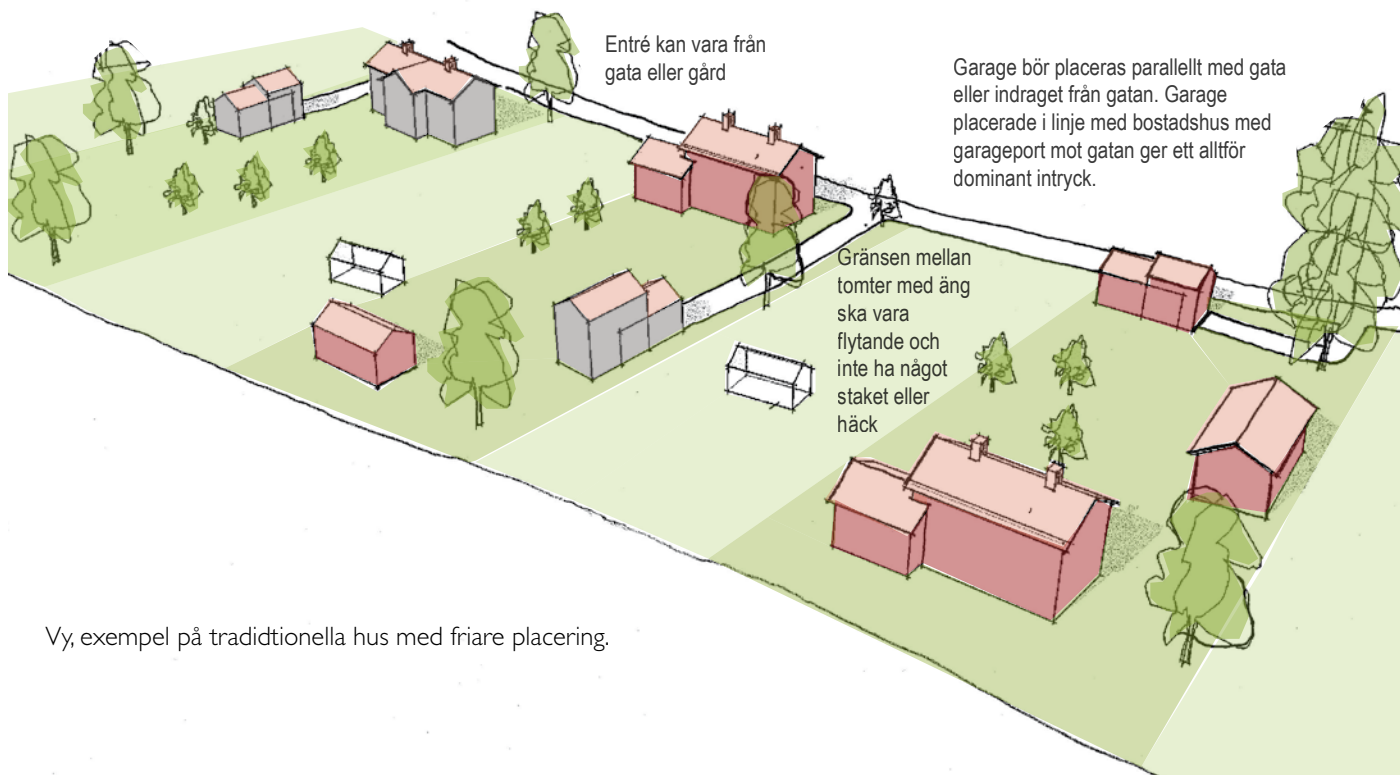 Entré kan vara från
gata eller gård
Garage bör placeras parallellt med gata
eller indraget från gatan. Garage
placerade i linje med bostadshus med
garageport mot gatan ger ett alltför
dominant intryck.
Gränsen mellan
tomter med äng
ska vara
flytande och
inte ha något
staket eller
häck
Vy, exempel på tradidtionella hus med friare placering.